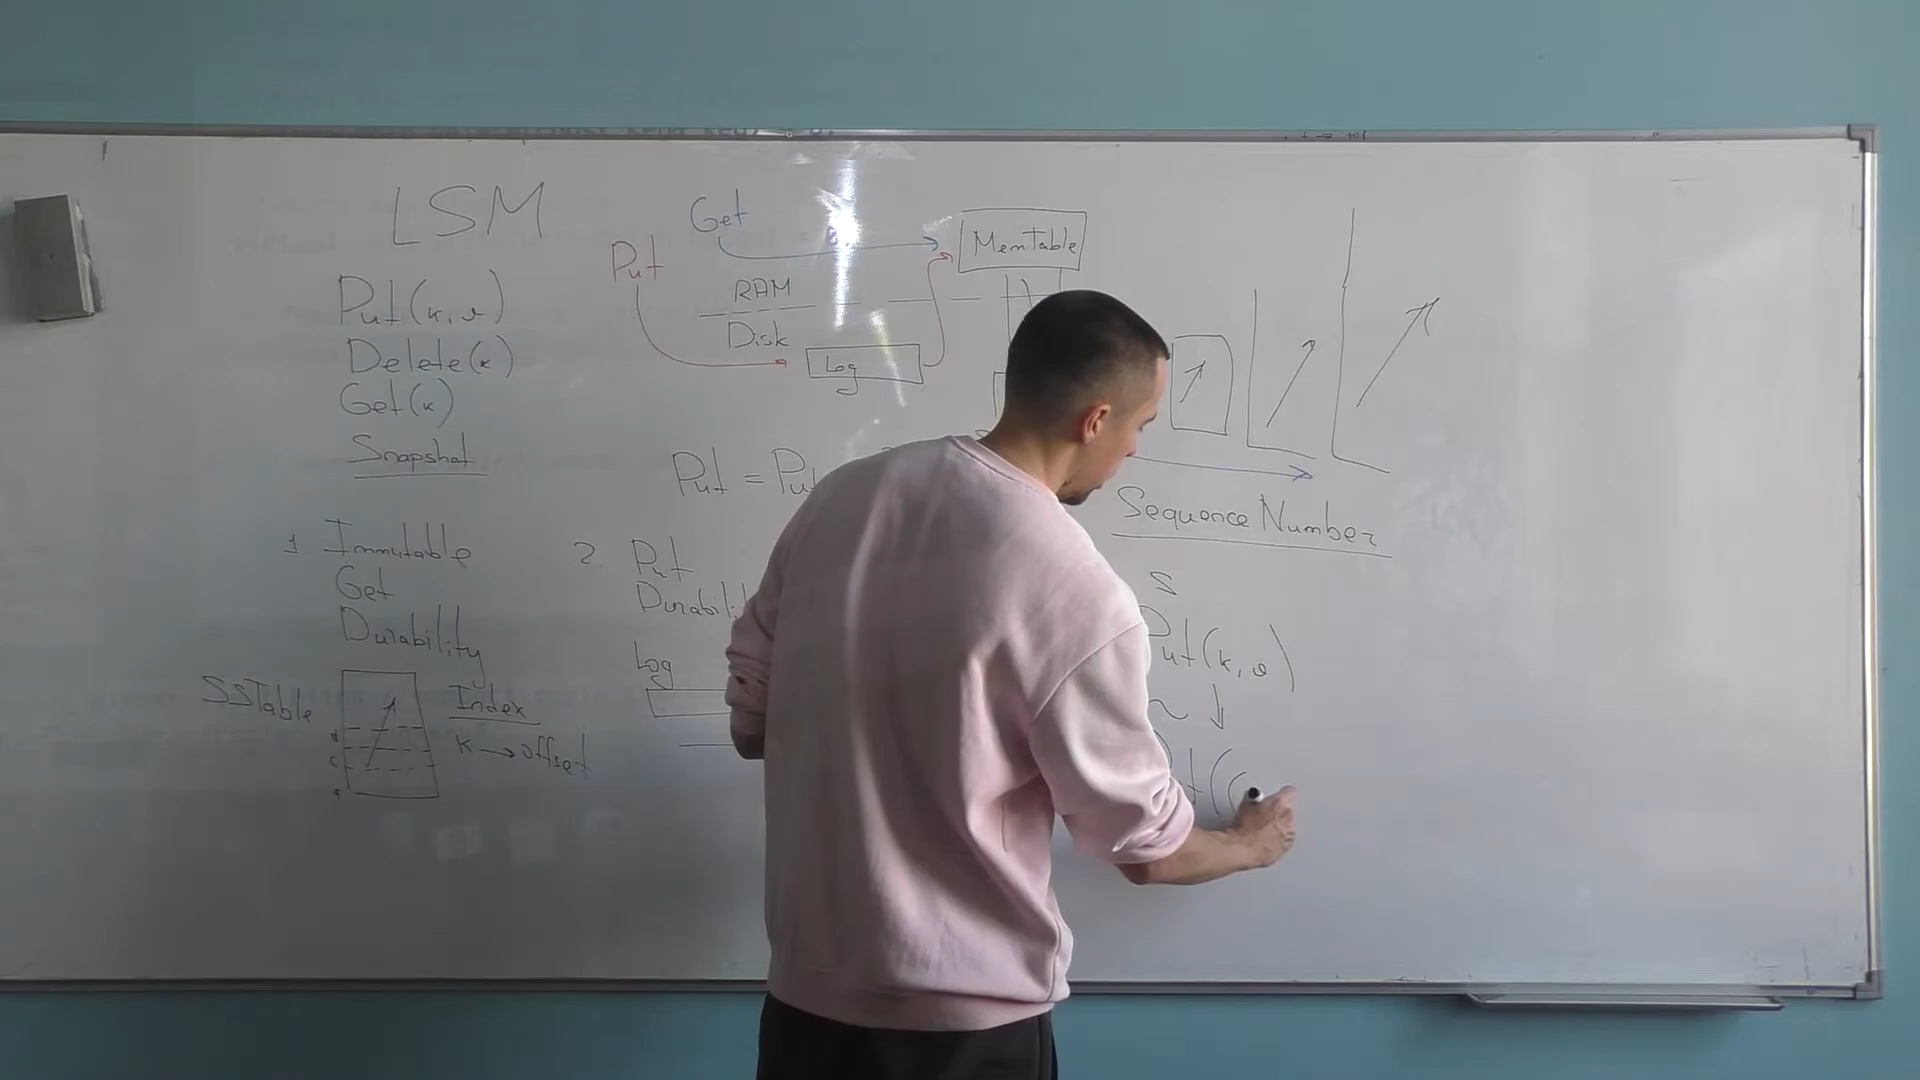 LSM
Put(k, v)
Delete(k)
Get(k)
Snapshot
1 Immutable
Get
Durability
SSTable
Index
k → offset
Get
Put
RAM
Disk
Log
MemTable
Put = Put
2. Put
Log
Sequence Number
S
Put(k, v)